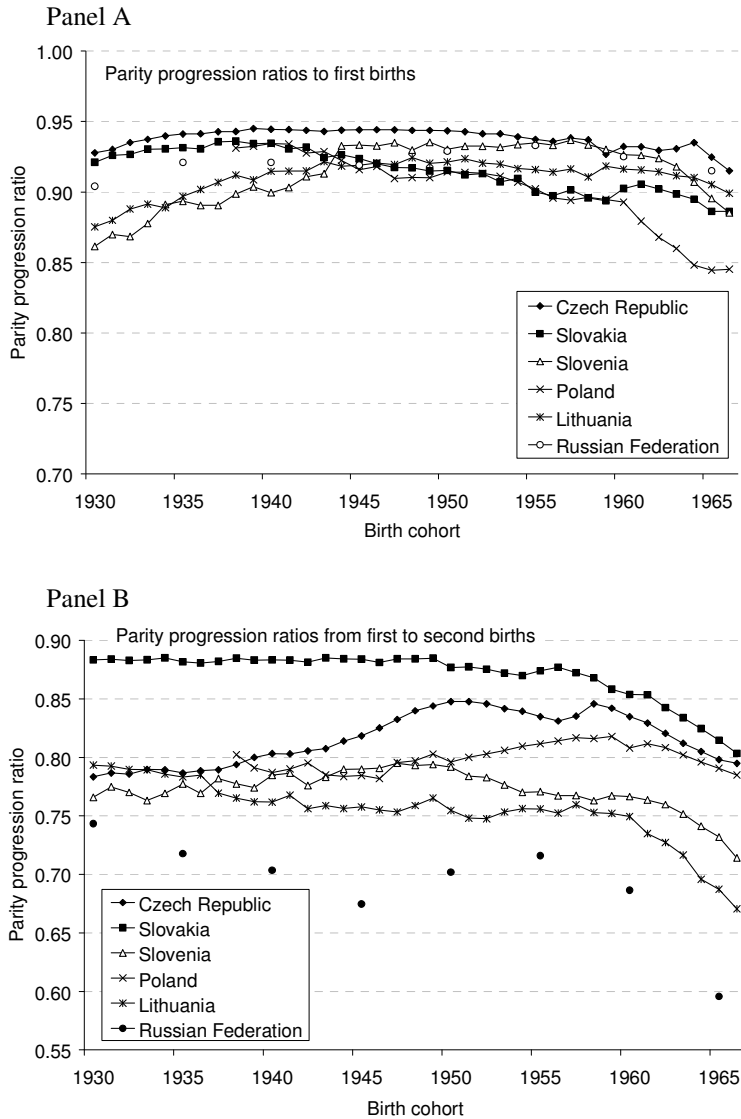 Panel A
1.00
Parity progression ratios to first births
0.95
0.90
0.85
0.80
0.75
0.70
Parity progression ratio
Czech Republic
Slovakia
Slovenia
Poland
Lithuania
Russian Federation
1930 1935 1940 1945 1950 1955 1960 1965
Birth cohort
Panel B
0.90
Parity progression ratios from first to second births
0.85
0.80
0.75
0.70
0.65
0.60
0.55
Parity progression ratio
Czech Republic
Slovakia
Slovenia
Poland
Lithuania
Russian Federation
1930 1935 1940 1945 1950 1955 1960 1965
Birth cohort